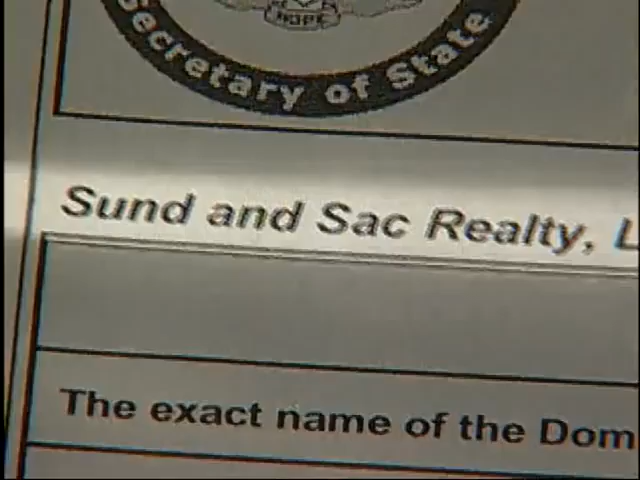 HOPE
Secretary of State
Sund and Sac Realty, L
The exact name of the Dom